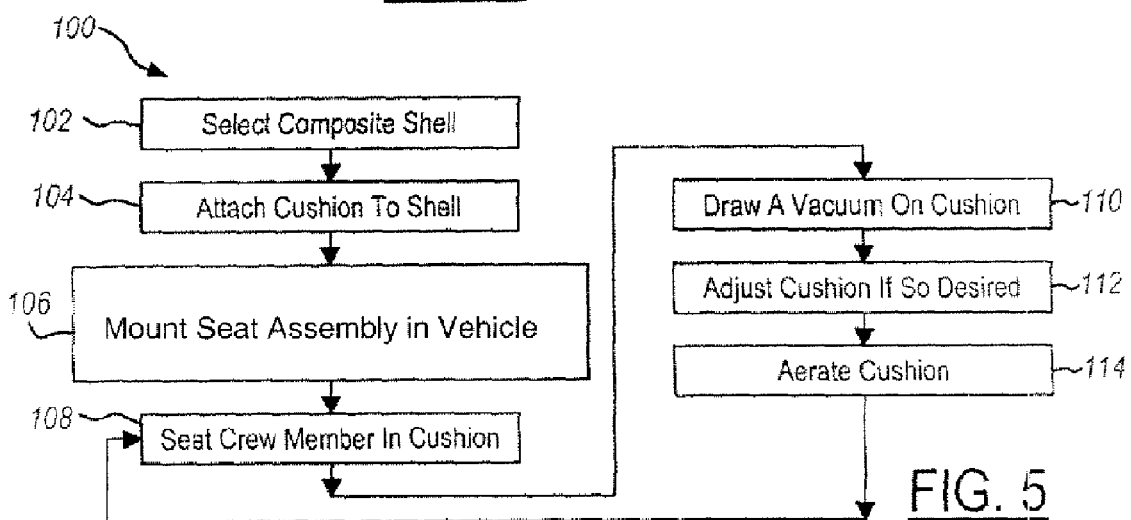 100
102
Select Composite Shell
104
Attach Cushion To Shell
106
Mount Seat Assembly in Vehicle
108
Seat Crew Member In Cushion
Draw A Vacuum On Cushion
110
Adjust Cushion If So Desired
112
Aerate Cushion
114
FIG. 5